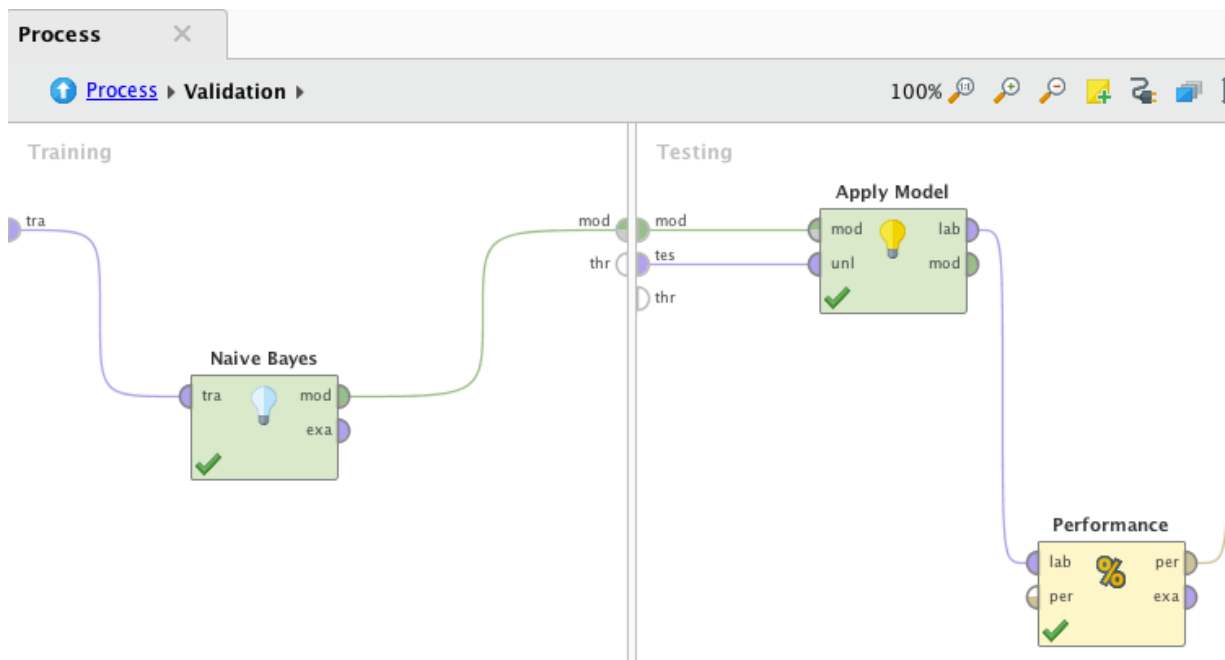 Process
Process Validation
100%
Training
Testing
tra
mod
thr
mod
tes
thr
Apply Model
mod
lab
unl
mod
Naive Bayes
tra
mod
exa
Performance
lab
per
per
exa
%